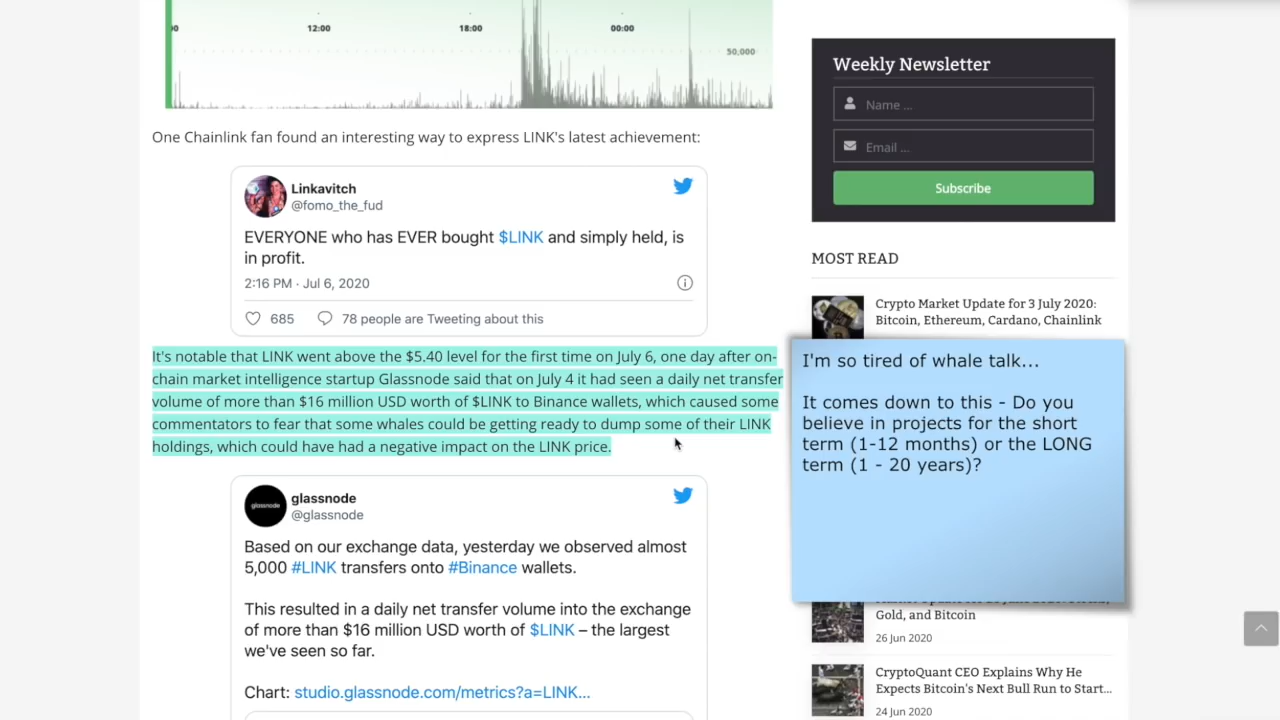 00
12:00
18:00
00:00
50,000
One Chainlink fan found an interesting way to express LINK's latest achievement:
Linkavitch
@fomo_the_fud
EVERYONE who has EVER bought $LINK and simply held, is
in profit.
2:16 PM · Jul 6, 2020
685
78 people are Tweeting about this
It's notable that LINK went above the $5.40 level for the first time on July 6, one day after on-
chain market intelligence startup Glassnode said that on July 4 it had seen a daily net transfer
volume of more than $16 million USD worth of $LINK to Binance wallets, which caused some
commentators to fear that some whales could be getting ready to dump some of their LINK
holdings, which could have had a negative impact on the LINK price.
glassnode
glassnode
@glassnode
Based on our exchange data, yesterday we observed almost
5,000 #LINK transfers onto #Binance wallets.
This resulted in a daily net transfer volume into the exchange
of more than $16 million USD worth of $LINK – the largest
we've seen so far.
Chart: studio.glassnode.com/metrics?a=LINK...
Weekly Newsletter
Name ...
Email ...
Subscribe
MOST READ
Crypto Market Update for 3 July 2020:
Bitcoin, Ethereum, Cardano, Chainlink
I'm so tired of whale talk...
It comes down to this - Do you
believe in projects for the short
term (1-12 months) or the LONG
term (1 - 20 years)?
Gold, and Bitcoin
26 Jun 2020
CryptoQuant CEO Explains Why He
Expects Bitcoin's Next Bull Run to Start...
24 Jun 2020